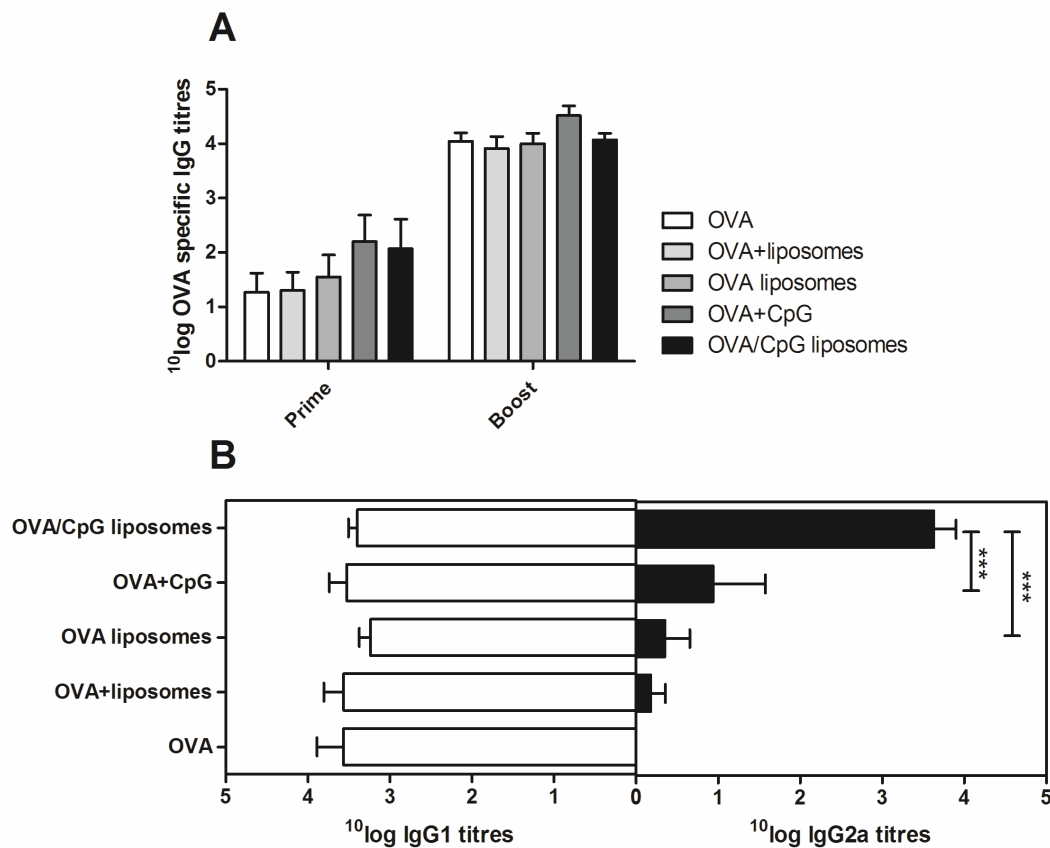 A
10log OVA specific IgG titres
5
4
3
2
1
0
Prime
Boost
OVA
OVA+liposomes
OVA liposomes
OVA+CpG
OVA/CpG liposomes
B
OVA/CpG liposomes
OVA+CpG
OVA liposomes
OVA+liposomes
OVA
***
***
5 4 3 2 1 0 1 2 3 4 5
10log IgG1 titres
10log IgG2a titres